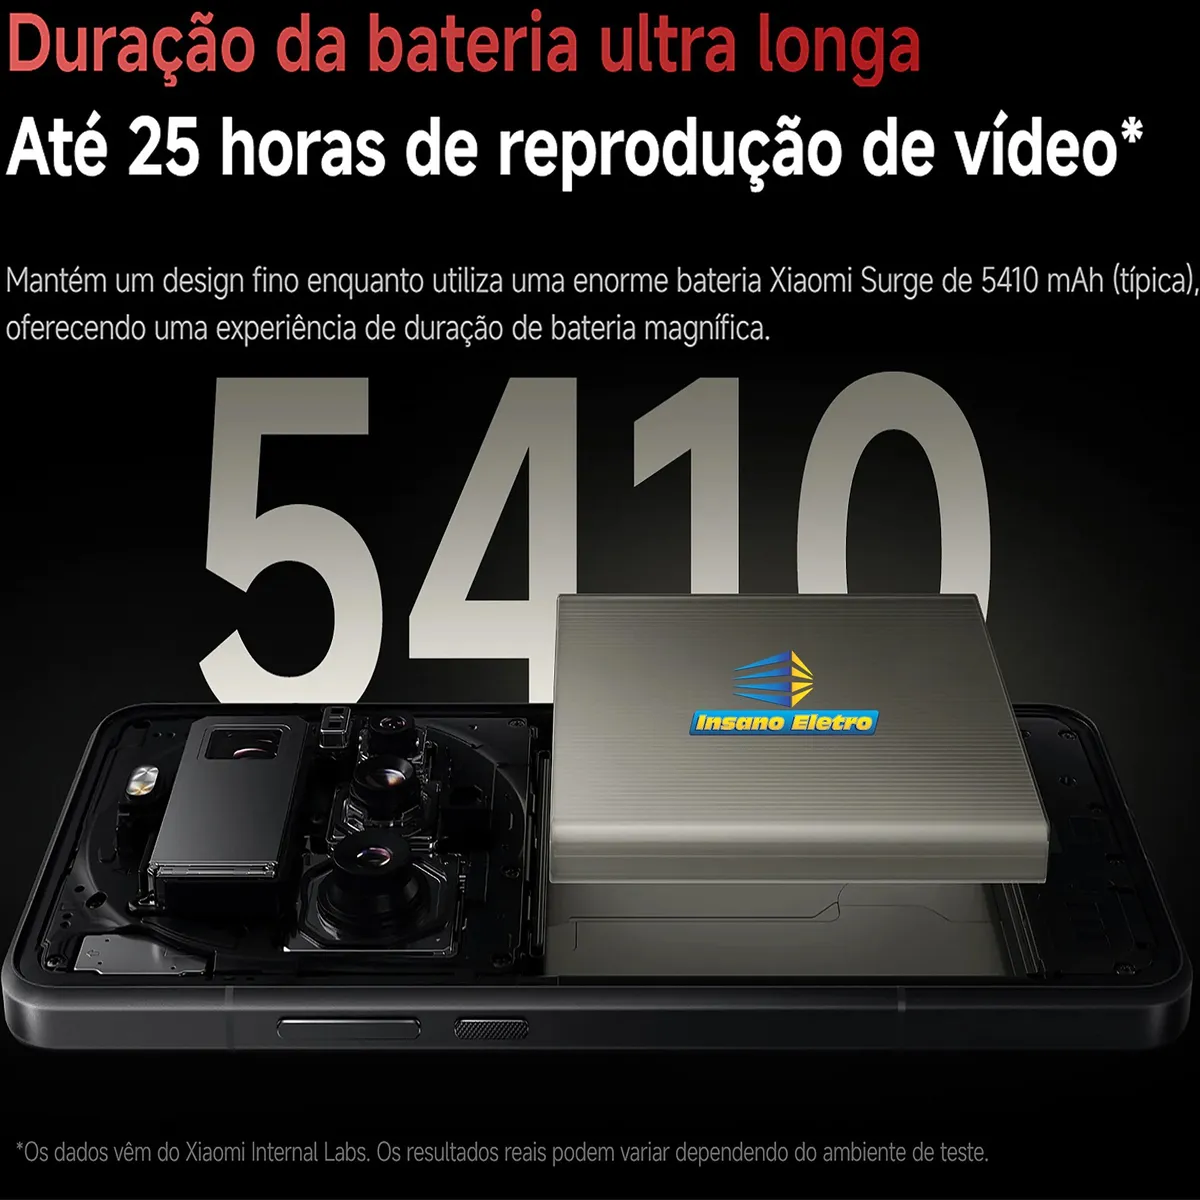 Duração da bateria ultra longa
Até 25 horas de reprodução de vídeo*
Mantém um design fino enquanto utiliza uma enorme bateria Xiaomi Surge de 5410 mAh (típica),
oferecendo uma experiência de duração de bateria magnífica.
5410
Insano Eletro
*Os dados vêm do Xiaomi Internal Labs. Os resultados reais podem variar dependendo do ambiente de teste.